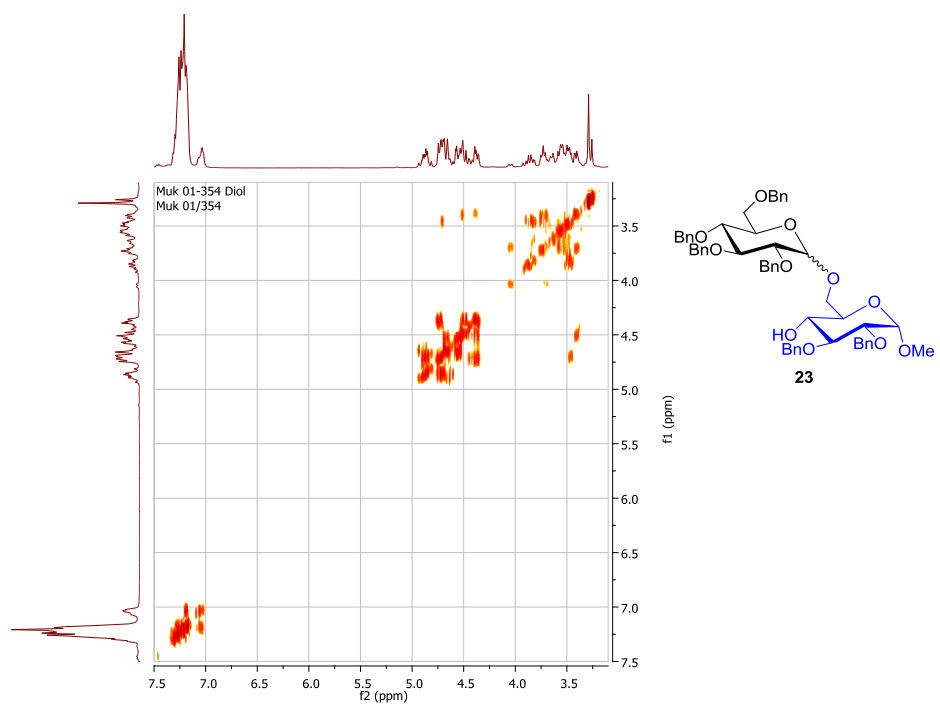 Muk 01-354 Diol
Muk 01/354
3.5
4.0
4.5
5.0
5.5
6.0
6.5
7.0
7.5
f1 (ppm)
7.5 7.0 6.5 6.0 5.5 5.0 4.5 4.0 3.5
f2 (ppm)
OBn
O
BnO
BnO
BnO
O
O
HO
BnO
BnO
OMe
23